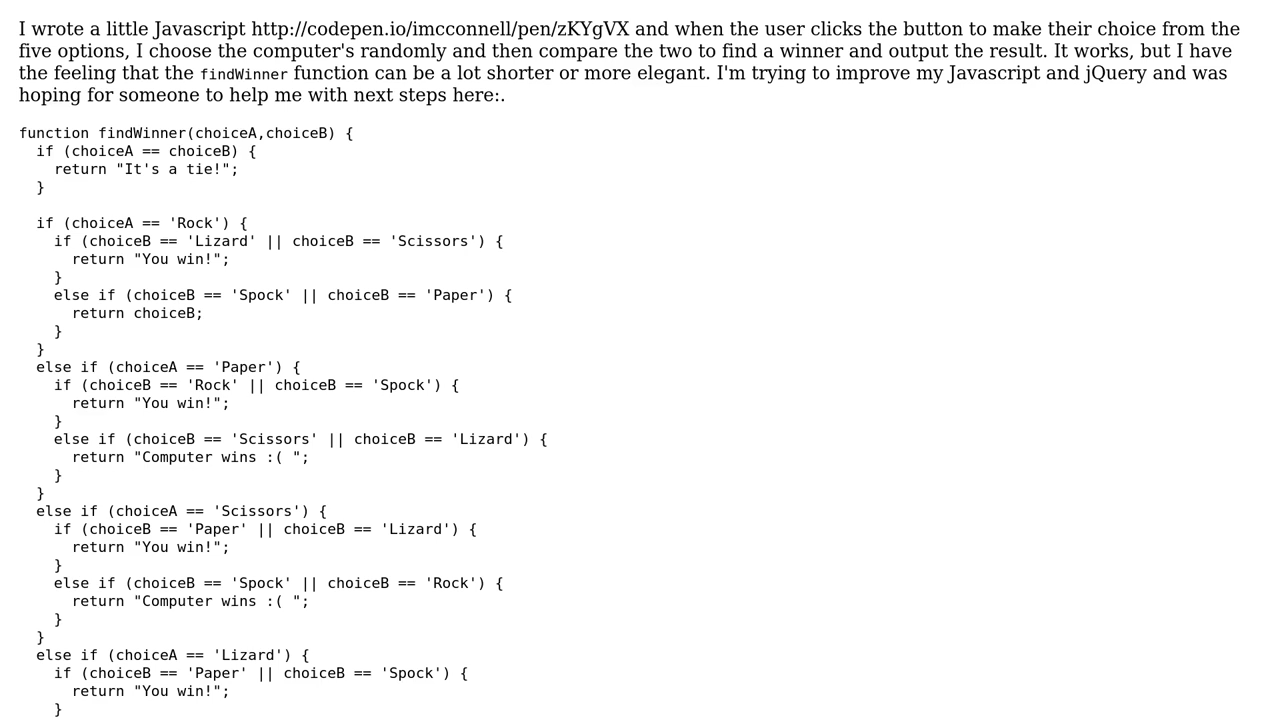 I wrote a little Javascript http://codepen.io/imcconnell/pen/zKYgVX and when the user clicks the button to make their choice from the
five options, I choose the computer's randomly and then compare the two to find a winner and output the result. It works, but I have
the feeling that the findWinner function can be a lot shorter or more elegant. I'm trying to improve my Javascript and jQuery and was
hoping for someone to help me with next steps here:.
function findWinner(choiceA,choiceB) {
  if (choiceA == choiceB) {
    return "It's a tie!";
  }

  if (choiceA == 'Rock') {
    if (choiceB == 'Lizard' || choiceB == 'Scissors') {
      return "You win!";
    }
    else if (choiceB == 'Spock' || choiceB == 'Paper') {
      return choiceB;
    }
  }
  else if (choiceA == 'Paper') {
    if (choiceB == 'Rock' || choiceB == 'Spock') {
      return "You win!";
    }
    else if (choiceB == 'Scissors' || choiceB == 'Lizard') {
      return "Computer wins :( ";
    }
  }
  else if (choiceA == 'Scissors') {
    if (choiceB == 'Paper' || choiceB == 'Lizard') {
      return "You win!";
    }
    else if (choiceB == 'Spock' || choiceB == 'Rock') {
      return "Computer wins :( ";
    }
  }
  else if (choiceA == 'Lizard') {
    if (choiceB == 'Paper' || choiceB == 'Spock') {
      return "You win!";
    }